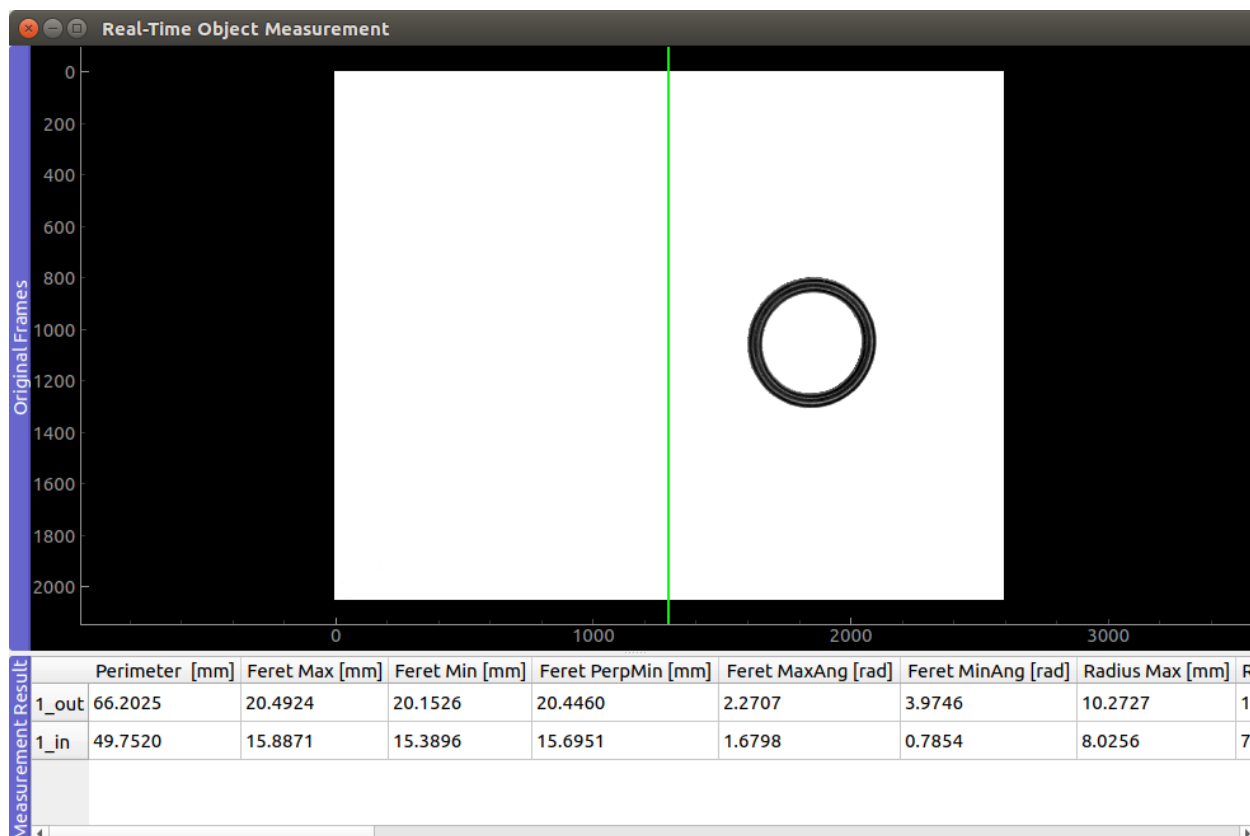 Real-Time Object Measurement
Original Frames
0
200
400
600
800
1000
1200
1400
1600
1800
2000
0 1000 2000 3000
Measurement Result
Perimeter [mm] Feret Max [mm] Feret Min [mm] Feret PerpMin [mm] Feret MaxAng [rad] Feret MinAng [rad] Radius Max [mm] R
1_out 66.2025 20.4924 20.1526 20.4460 2.2707 3.9746 10.2727 1
1_in 49.7520 15.8871 15.3896 15.6951 1.6798 0.7854 8.0256 7